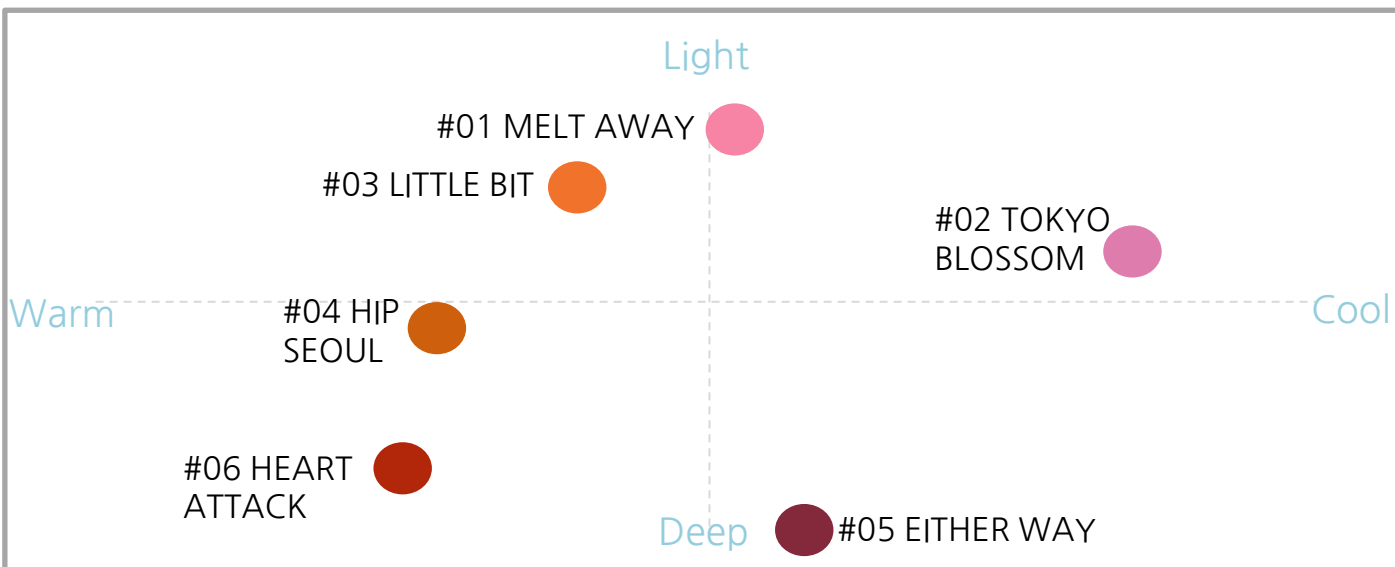 Light
#01 MELT AWAY
#03 LITTLE BIT
#02 TOKYO
BLOSSOM
Warm
#04 HIP
SEOUL
Cool
#06 HEART
ATTACK
Deep
#05 EITHER WAY